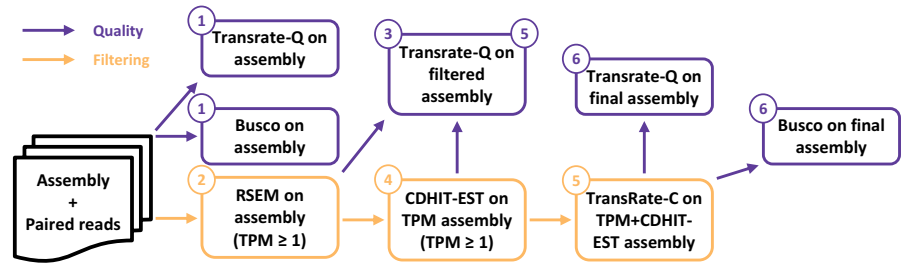 Quality
Filtering
1
Transrate-Q on
assembly
1
Busco on
assembly
Assembly
+
Paired reads
2
RSEM on
assembly
(TPM ≥ 1)
3
5
Transrate-Q on
filtered
assembly
4
CDHIT-EST on
TPM assembly
(TPM ≥ 1)
6
Transrate-Q on
final assembly
5
TransRate-C on
TPM+CDHIT-
EST assembly
6
Busco on final
assembly